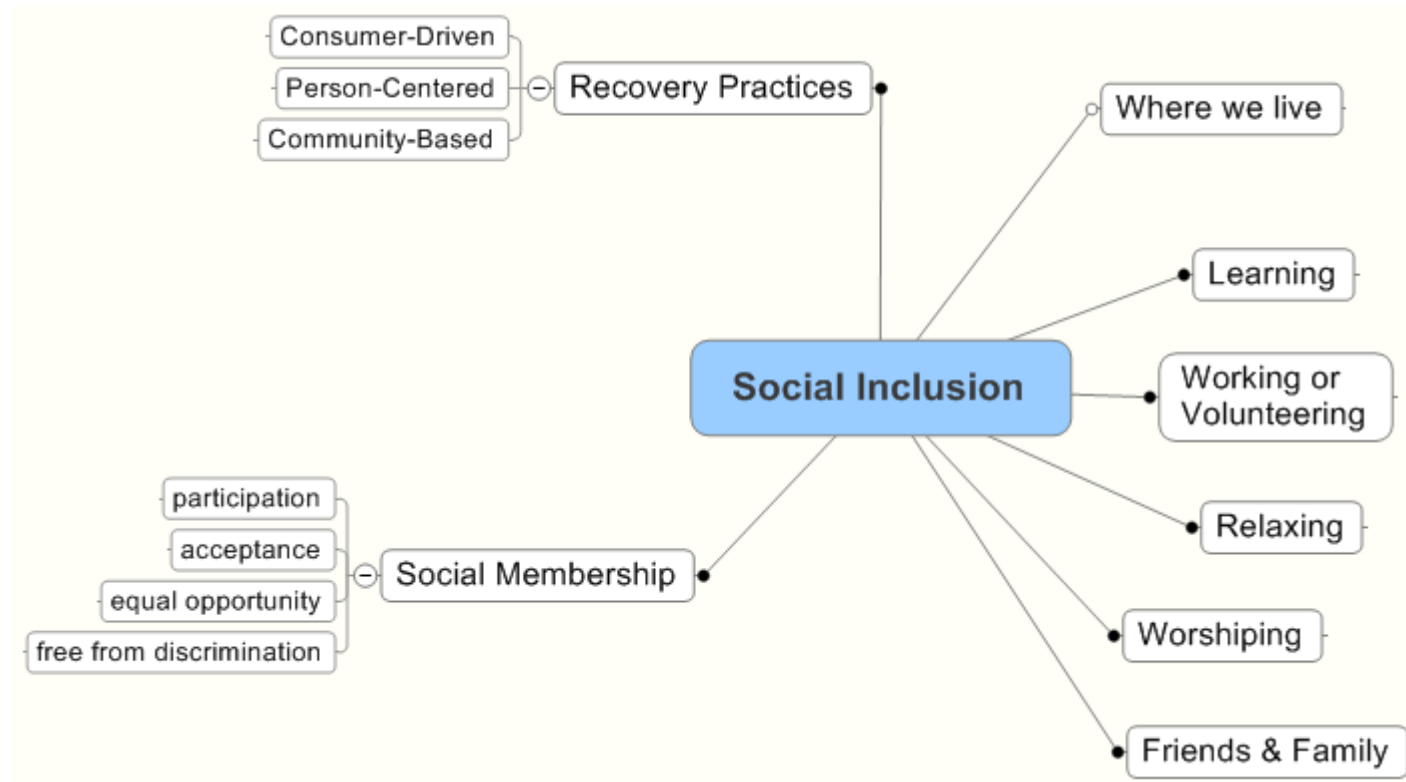 Consumer-Driven
Person-Centered
Community-Based
Recovery Practices
Where we live
Learning
Social Inclusion
Working or
Volunteering
Relaxing
participation
acceptance
equal opportunity
free from discrimination
Social Membership
Worshiping
Friends & Family